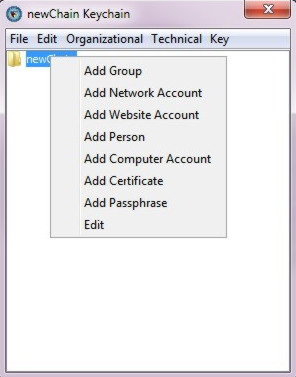 newChain Keychain
File Edit Organizational Technical Key
Add Group
Add Network Account
Add Website Account
Add Person
Add Computer Account
Add Certificate
Add Passphrase
Edit